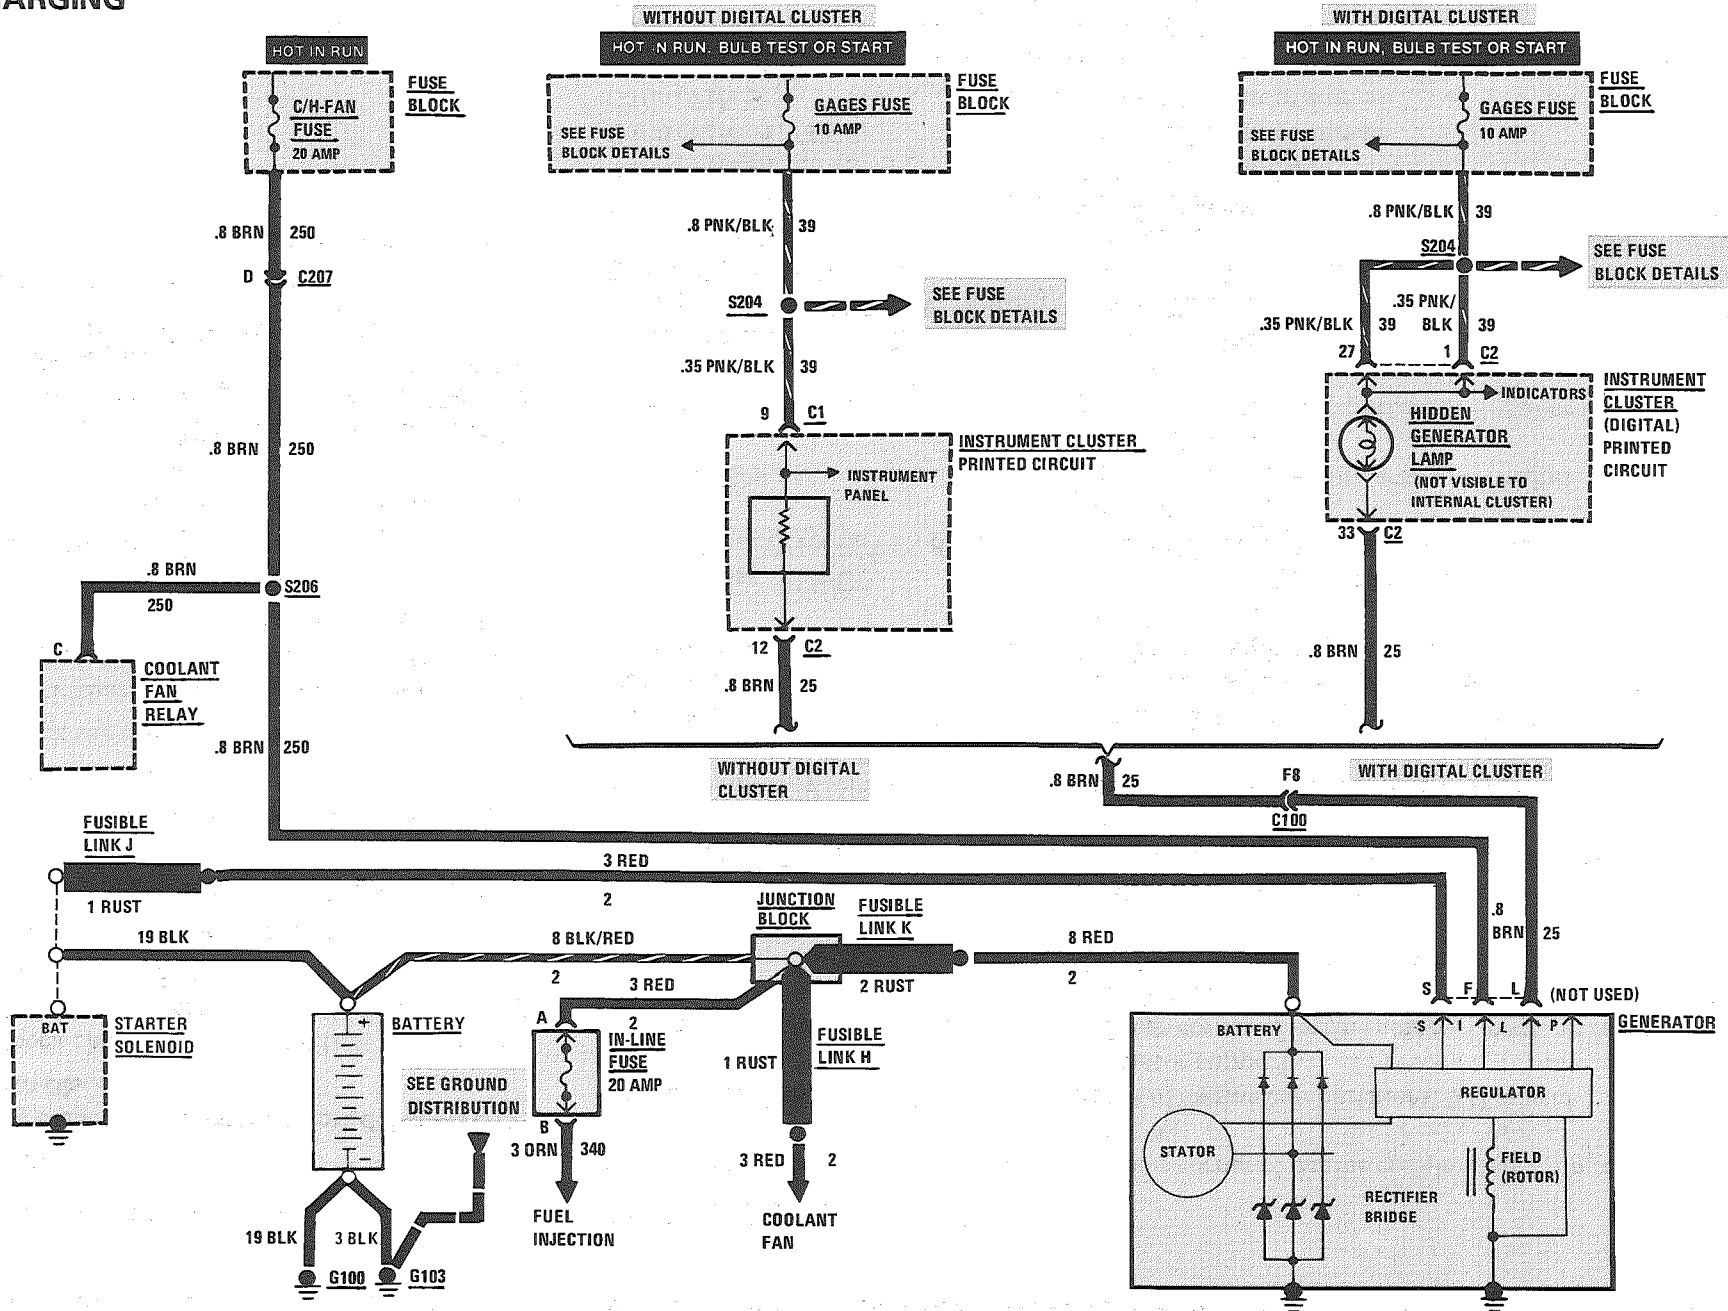 WITHOUT DIGITAL CLUSTER
WITH DIGITAL CLUSTER
HOT IN RUN
HOT IN RUN, BULB TEST OR START
HOT IN RUN, BULB TEST OR START
C/H-FAN
FUSE
20 AMP
FUSE
BLOCK
GAGES FUSE
10 AMP
SEE FUSE
BLOCK DETAILS
FUSE
BLOCK
GAGES FUSE
10 AMP
SEE FUSE
BLOCK DETAILS
FUSE
BLOCK
.8 BRN 250
D C207
.8 PNK/BLK 39
S204
SEE FUSE
BLOCK DETAILS
.35 PNK/BLK 39
9 C1
.8 PNK/BLK 39
S204
SEE FUSE
BLOCK DETAILS
.35 PNK/BLK 39
.35 PNK/
BLK 39
27 1 C2
INSTRUMENT CLUSTER
PRINTED CIRCUIT
INSTRUMENT
PANEL
INDICATORS
HIDDEN
GENERATOR
LAMP
(NOT VISIBLE TO
INTERNAL CLUSTER)
INSTRUMENT
CLUSTER
(DIGITAL)
PRINTED
CIRCUIT
.8 BRN 250
33 C2
.8 BRN
250
S206
C
COOLANT
FAN
RELAY
12 C2
.8 BRN 25
.8 BRN 25
.8 BRN 250
WITHOUT DIGITAL
CLUSTER
.8 BRN 25
F8
C100
WITH DIGITAL CLUSTER
FUSIBLE
LINK J
1 RUST
3 RED
2
19 BLK
8 BLK/RED
2
JUNCTION
BLOCK
FUSIBLE
LINK K
2 RUST
8 RED
2
.8
BRN 25
3 RED
2
S F L (NOT USED)
BAT
STARTER
SOLENOID
+
BATTERY
-
A
IN-LINE
FUSE
20 AMP
B
1 RUST
FUSIBLE
LINK H
BATTERY
S I L P
GENERATOR
REGULATOR
SEE GROUND
DISTRIBUTION
3 ORN 340
3 RED 2
STATOR
FIELD
(ROTOR)
RECTIFIER
BRIDGE
FUEL
INJECTION
COOLANT
FAN
19 BLK
3 BLK
G100
G103